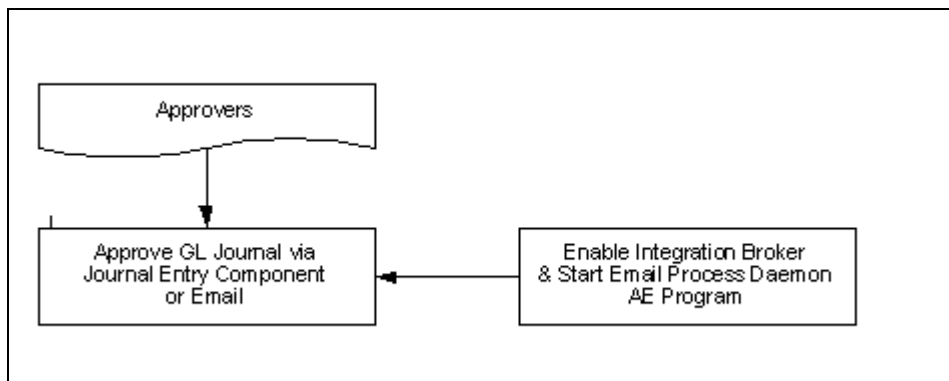 Approvers
Approve GL Journal via
Journal Entry Component
or Email
Enable Integration Broker
& Start Email Process Daemon
AE Program